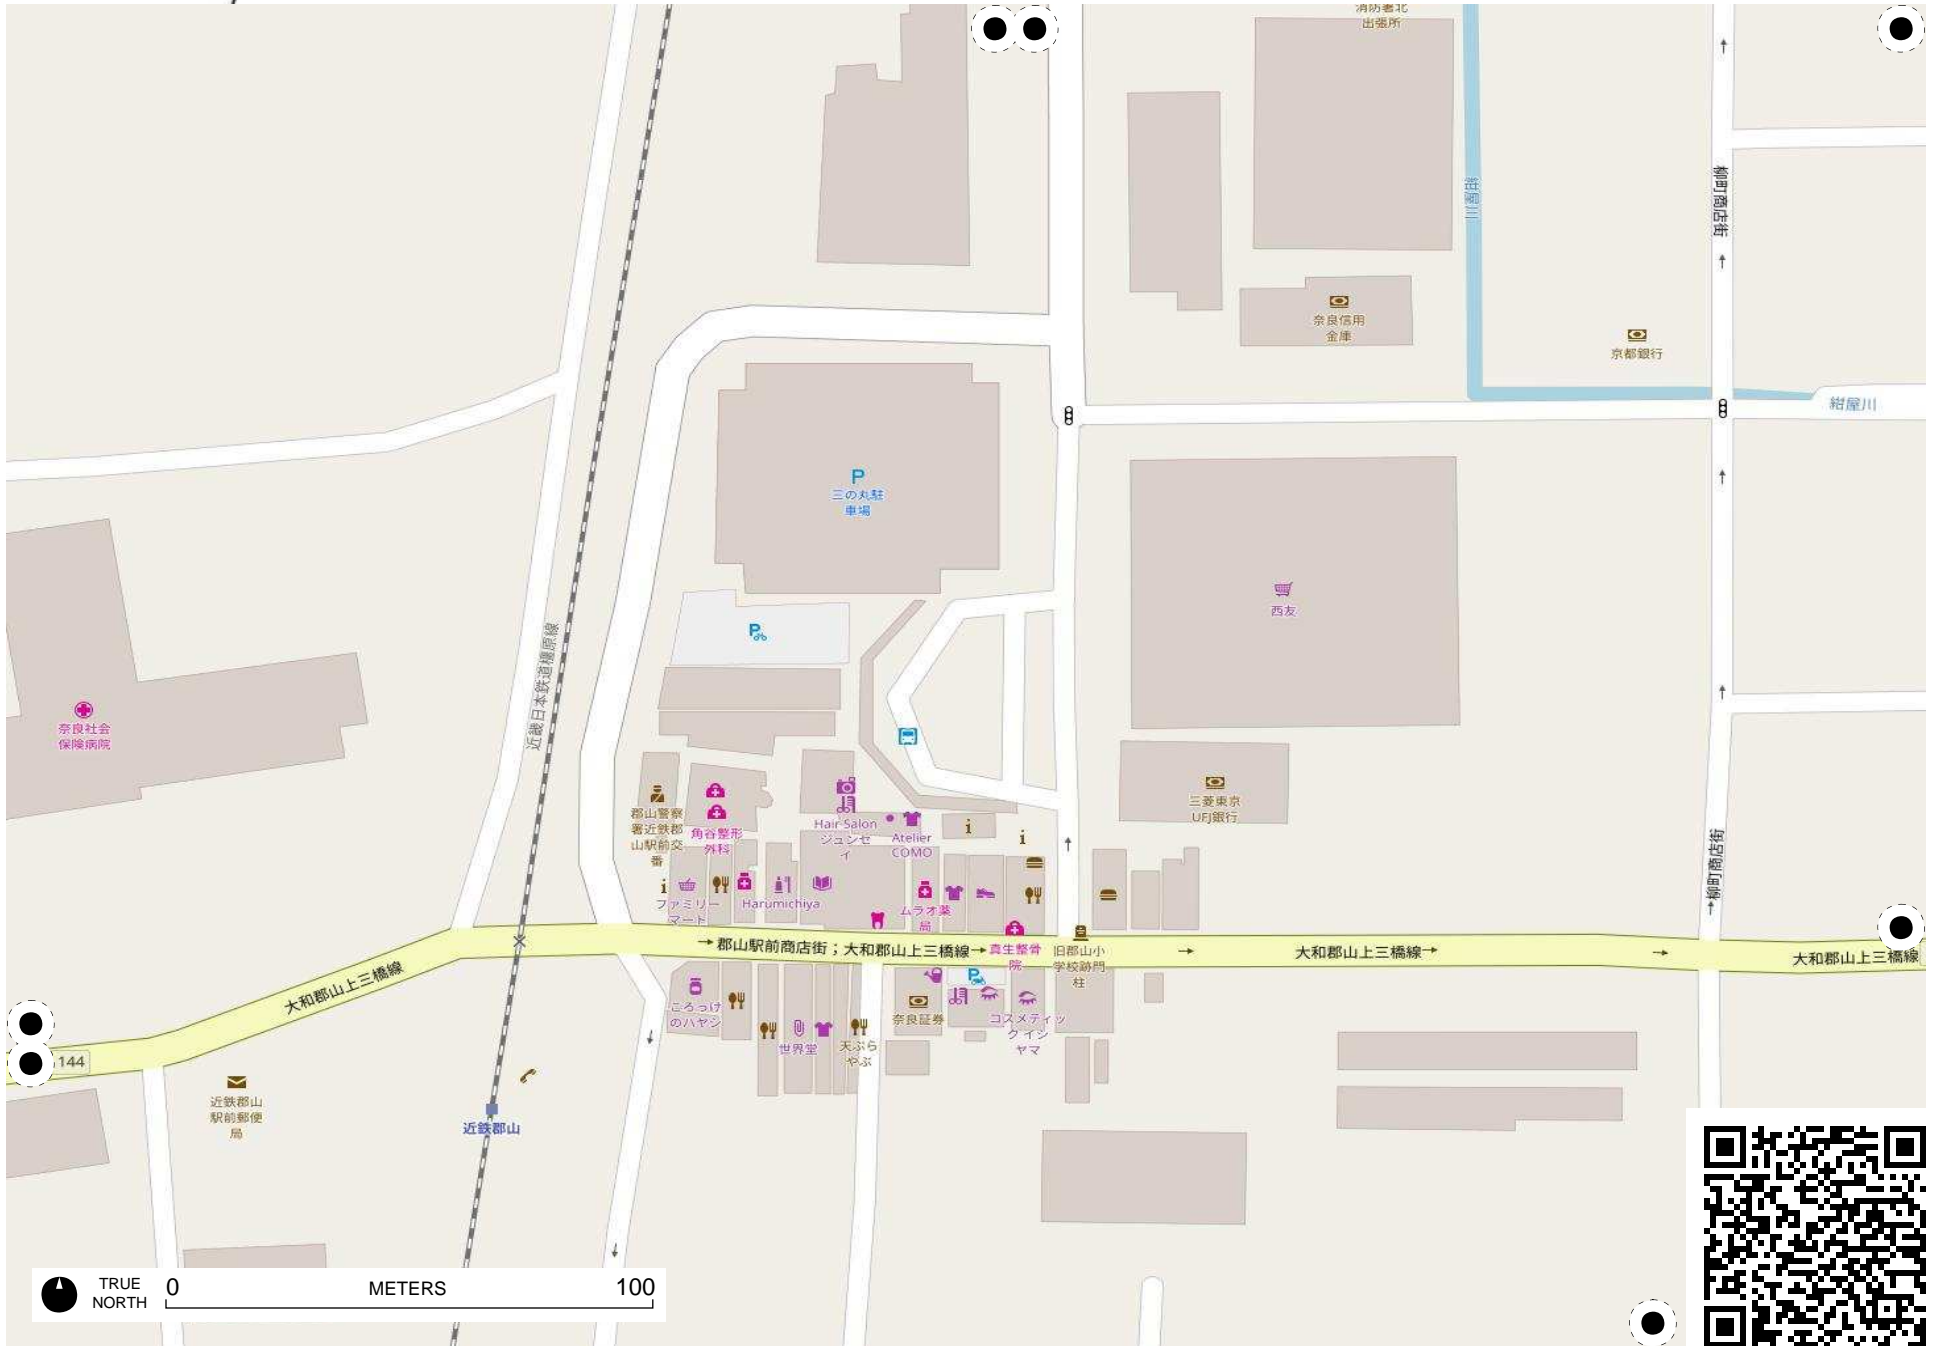 消防署北
出張所
紺屋川
柳町商店街
奈良信用
金庫
京都銀行
紺屋川
P
三の丸駐
車場
西友
近畿日本鉄道橿原線
P
奈良社会
保険病院
三菱東京
UFJ銀行
郡山警察
署近鉄郡
山駅前交
番
角谷整形
外科
Hair Salon
ジュンセ
イ
Atelier
COMO
i
i
i
柳町商店街
ファミリー
マート
Harumichiya
ムラオ薬
局
郡山駅前商店街；大和郡山上三橋線
真生整骨
院
旧郡山小
学校跡門
柱
大和郡山上三橋線
大和郡山上三橋線
大和郡山上三橋線
P
ころっけ
のハヤシ
奈良証券
コスメティッ
クイシ
ヤマ
世界堂
天ぷら
やぶ
144
近鉄郡山
駅前郵便
局
近鉄郡山
TRUE
NORTH
0 METERS 100